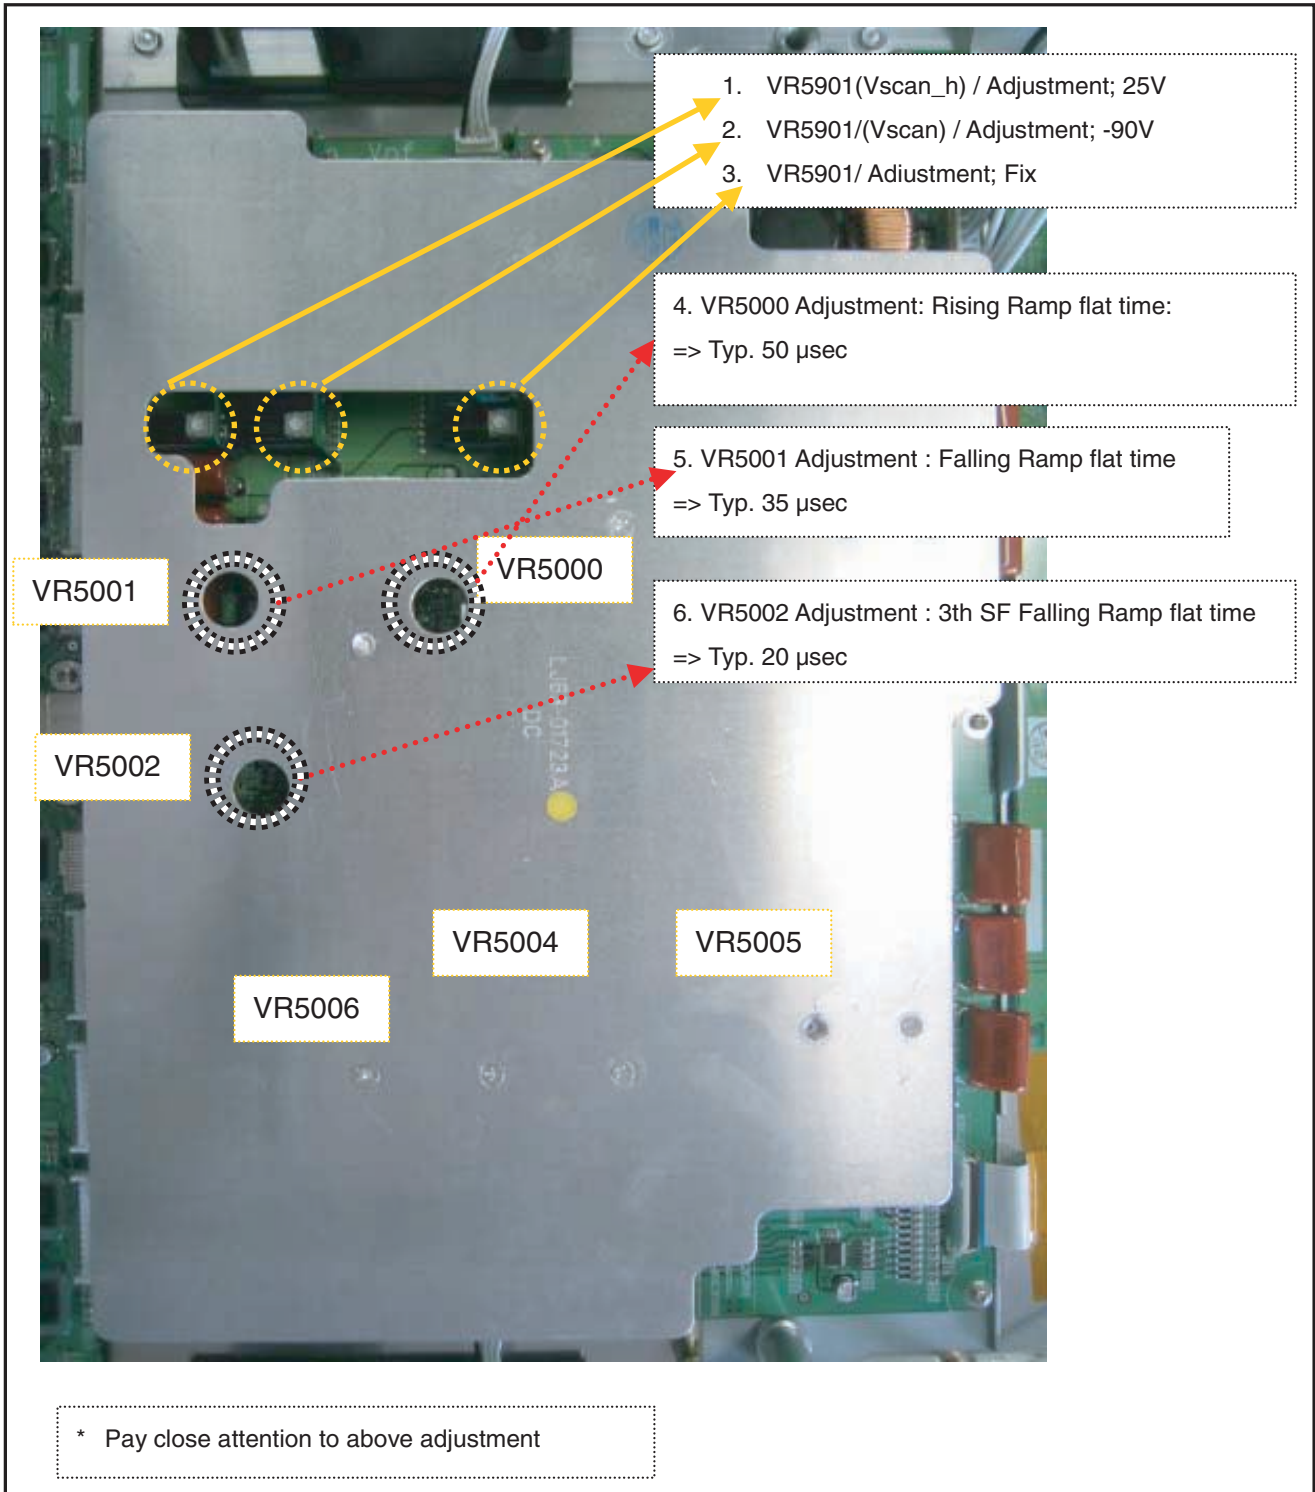 1. VR5901(Vscan_h) / Adjustment; 25V
2. VR5901/(Vscan) / Adjustment; -90V
3. VR5901/ Adiustment; Fix
4. VR5000 Adjustment: Rising Ramp flat time:
=> Typ. 50 µsec
5. VR5001 Adjustment : Falling Ramp flat time
=> Typ. 35 µsec
VR5001
VR5000
6. VR5002 Adjustment : 3th SF Falling Ramp flat time
=> Typ. 20 µsec
VR5002
VR5004
VR5005
VR5006
* Pay close attention to above adjustment